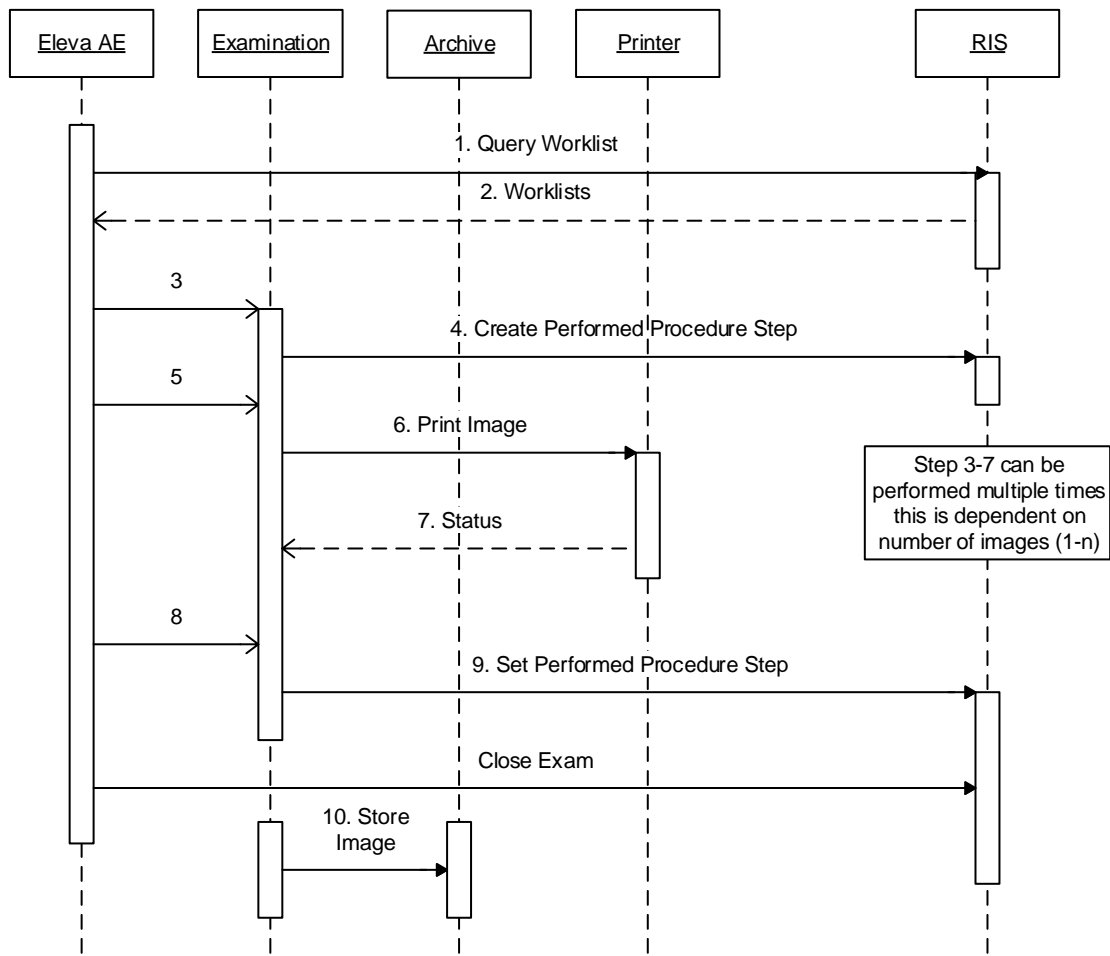 Eleva AE
Examination
Archive
Printer
RIS
1. Query Worklist
2. Worklists
3
4. Create Performed Procedure Step
5
6. Print Image
Step 3-7 can be
performed multiple times
this is dependent on
number of images (1-n)
7. Status
8
9. Set Performed Procedure Step
Close Exam
10. Store
Image